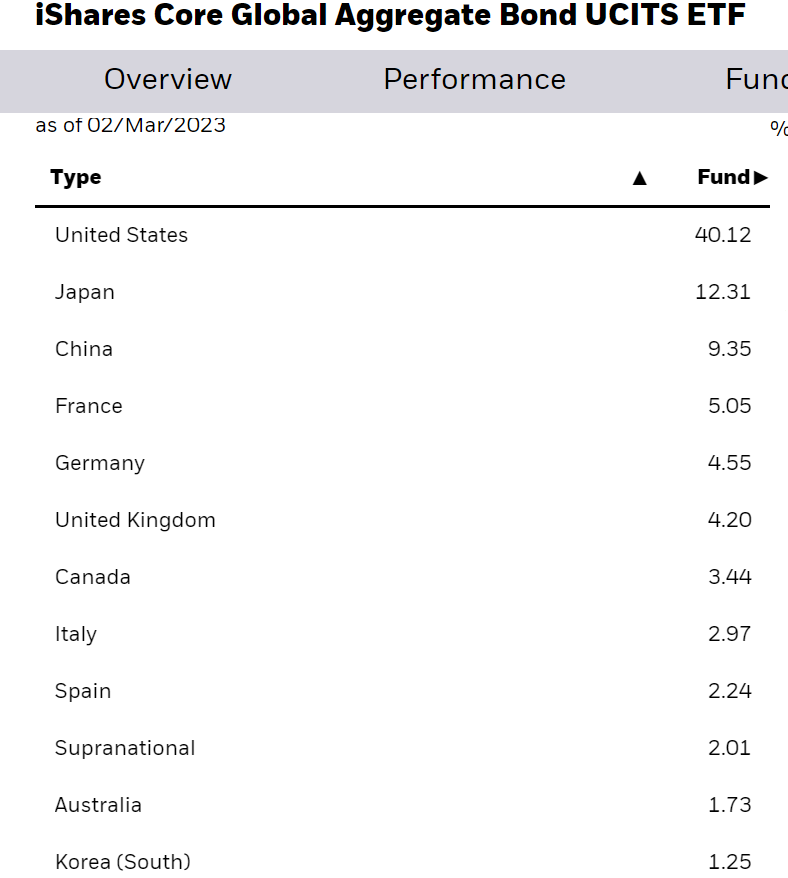 iShares Core Global Aggregate Bond UCITS ETF
Overview Performance
as of 02/Mar/2023 %
Type ▲ Fund ▶
United States 40.12
Japan 12.31
China 9.35
France 5.05
Germany 4.55
United Kingdom 4.20
Canada 3.44
Italy 2.97
Spain 2.24
Supranational 2.01
Australia 1.73
Korea (South) 1.25